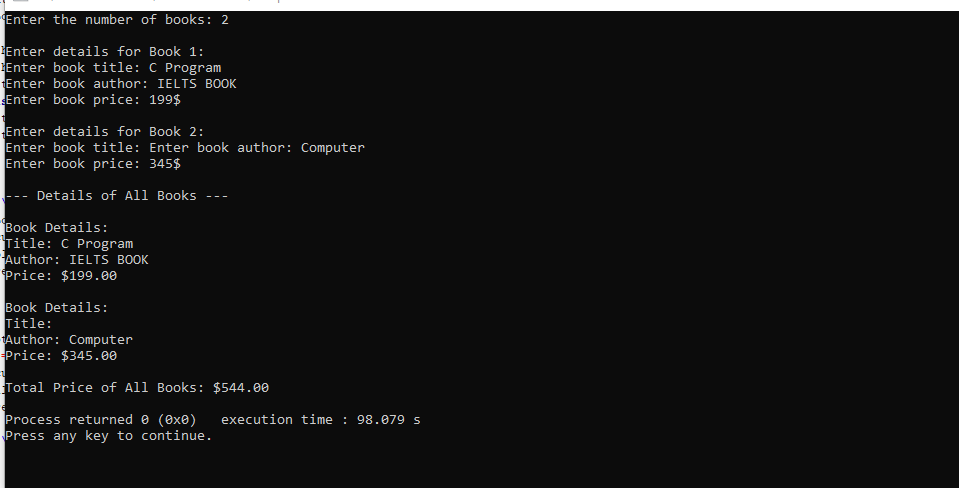 Enter the number of books: 2
Enter details for Book 1:
Enter book title: C Program
Enter book author: IELTS BOOK
Enter book price: 199$
Enter details for Book 2:
Enter book title: Enter book author: Computer
Enter book price: 345$
--- Details of All Books ---
Book Details:
Title: C Program
Author: IELTS BOOK
Price: $199.00
Book Details:
Title:
Author: Computer
Price: $345.00
Total Price of All Books: $544.00
Process returned 0 (0x0)   execution time : 98.079 s
Press any key to continue.